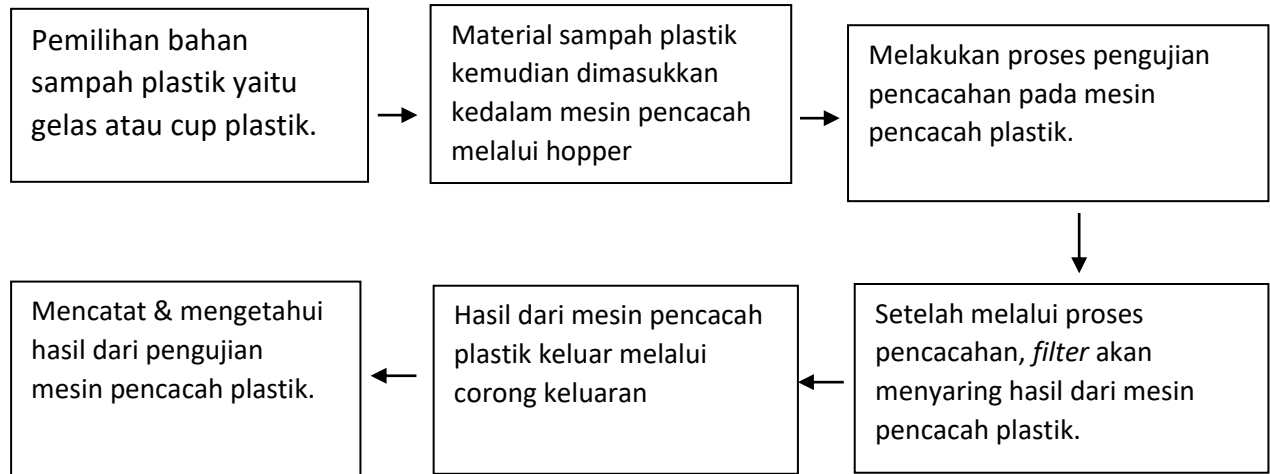 Pemilihan bahan
sampah plastik yaitu
gelas atau cup plastik.
Material sampah plastik
kemudian dimasukkan
kedalam mesin pencacah
melalui hopper
Melakukan proses pengujian
pencacahan pada mesin
pencacah plastik.
Setelah melalui proses
pencacahan, filter akan
menyaring hasil dari mesin
pencacah plastik.
Hasil dari mesin pencacah
plastik keluar melalui
corong keluaran
Mencatat & mengetahui
hasil dari pengujian
mesin pencacah plastik.